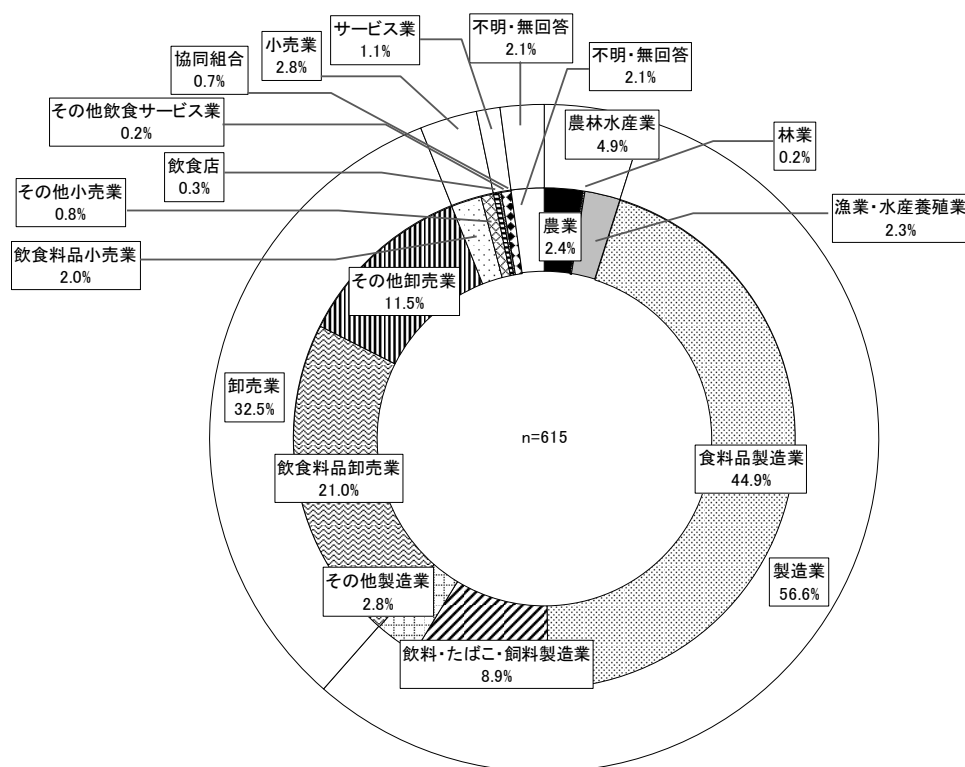 不明・無回答
2.1%
サービス業
1.1%
小売業
2.8%
協同組合
0.7%
その他飲食サービス業
0.2%
飲食店
0.3%
その他小売業
0.8%
飲食料品小売業
2.0%
不明・無回答
2.1%
農林水産業
4.9%
林業
0.2%
漁業・水産養殖業
2.3%
農業
2.4%
その他卸売業
11.5%
卸売業
32.5%
n=615
食料品製造業
44.9%
飲食料品卸売業
21.0%
製造業
56.6%
その他製造業
2.8%
飲料・たばこ・飼料製造業
8.9%